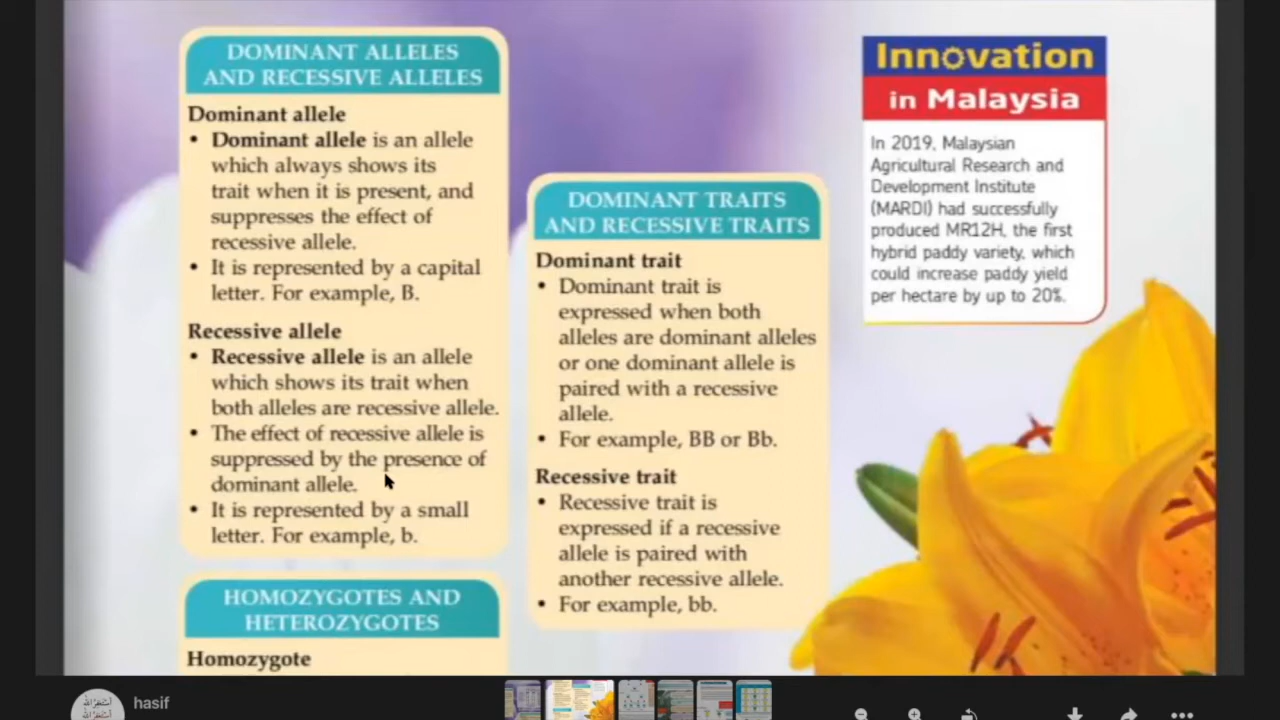 DOMINANT ALLELES
AND RECESSIVE ALLELES
Dominant allele
• Dominant allele is an allele
which always shows its
trait when it is present, and
suppresses the effect of
recessive allele.
• It is represented by a capital
letter. For example, B.
Recessive allele
• Recessive allele is an allele
which shows its trait when
both alleles are recessive allele.
• The effect of recessive allele is
suppressed by the presence of
dominant allele.
• It is represented by a small
letter. For example, b.
HOMOZYGOTES AND
HETEROZYGOTES
Homozygote
DOMINANT TRAITS
AND RECESSIVE TRAITS
Dominant trait
• Dominant trait is
expressed when both
alleles are dominant alleles
or one dominant allele is
paired with a recessive
allele.
• For example, BB or Bb.
Recessive trait
• Recessive trait is
expressed if a recessive
allele is paired with
another recessive allele.
• For example, bb.
Innovation
in Malaysia
In 2019, Malaysian
Agricultural Research and
Development Institute
(MARDI) had successfully
produced MR12H, the first
hybrid paddy variety, which
could increase paddy yield
per hectare by up to 20%.
hasif